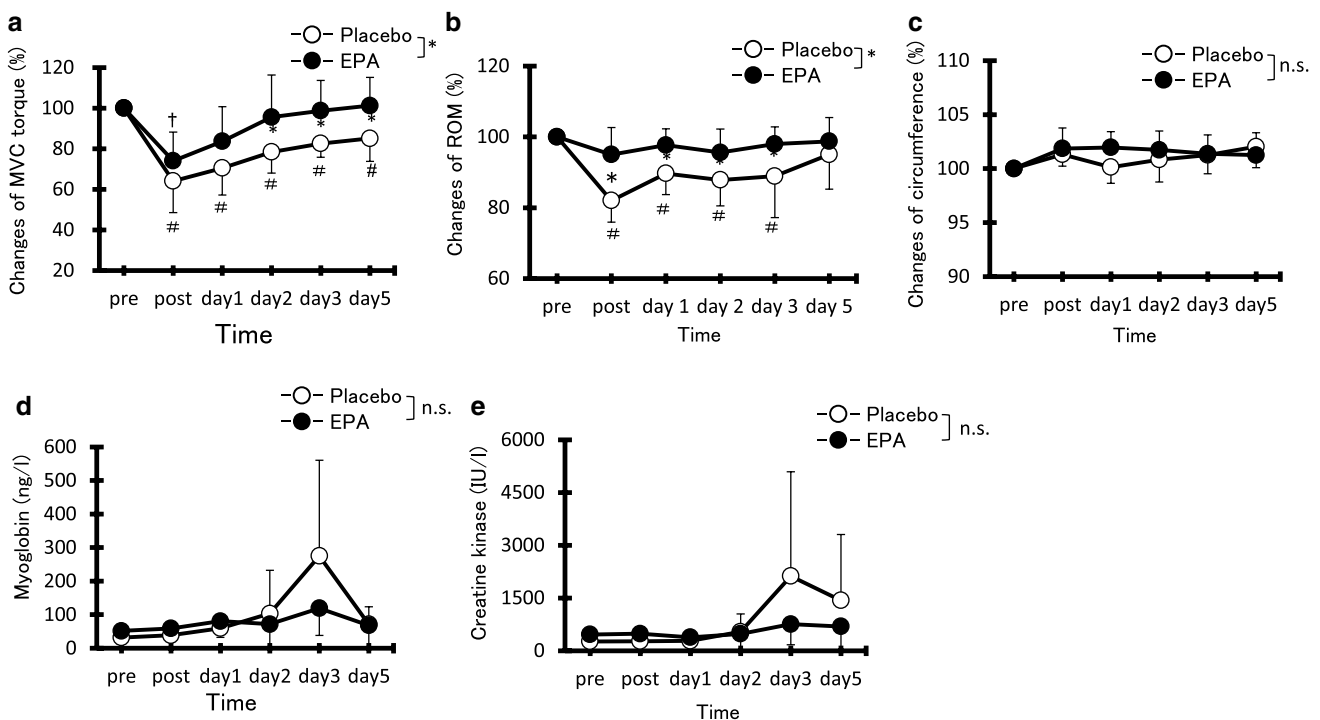 a
Placebo
EPA
*
Changes of MVC torque (%)
120
100
80
60
40
20
†
* * *
# # # # #
pre post day1 day2 day3 day5
Time
b
Placebo
EPA
*
Changes of ROM (%)
120
100
80
60
* * * *
# # # #
pre post day 1 day 2 day 3 day 5
Time
c
Placebo
EPA
n.s.
Changes of circumference (%)
110
105
100
95
90
pre post day1 day2 day3 day5
Time
d
Placebo
EPA
n.s.
Myoglobin (ng/l)
600
500
400
300
200
100
0
pre post day1 day2 day3 day5
Time
e
Placebo
EPA
n.s.
Creatine kinase (IU/l)
6000
4500
3000
1500
0
pre post day1 day2 day3 day5
Time